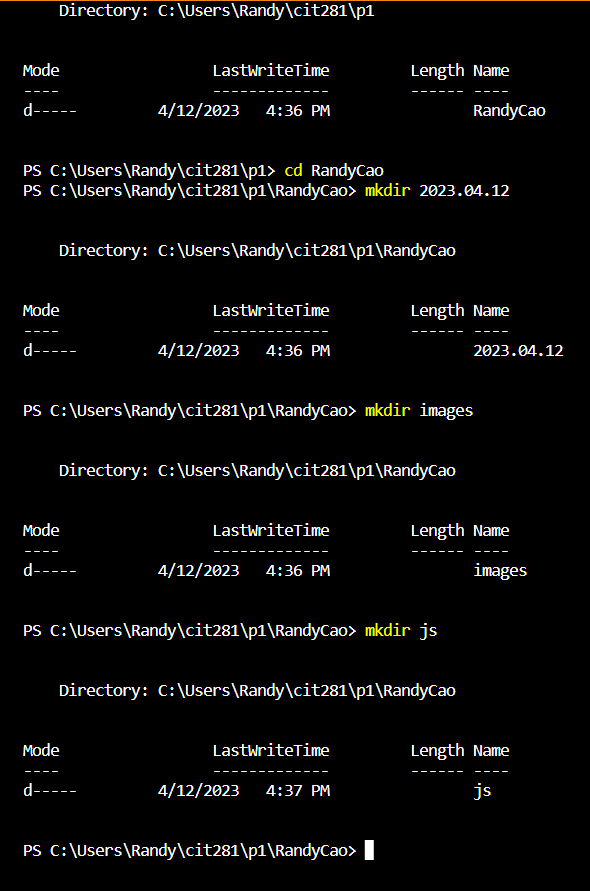 Directory: C:\Users\Randy\cit281\p1
Mode LastWriteTime Length Name
---- ------------- ------ ----
d----- 4/12/2023 4:36 PM RandyCao
PS C:\Users\Randy\cit281\p1> cd RandyCao
PS C:\Users\Randy\cit281\p1\RandyCao> mkdir 2023.04.12
Directory: C:\Users\Randy\cit281\p1\RandyCao
Mode LastWriteTime Length Name
---- ------------- ------ ----
d----- 4/12/2023 4:36 PM 2023.04.12
PS C:\Users\Randy\cit281\p1\RandyCao> mkdir images
Directory: C:\Users\Randy\cit281\p1\RandyCao
Mode LastWriteTime Length Name
---- ------------- ------ ----
d----- 4/12/2023 4:36 PM images
PS C:\Users\Randy\cit281\p1\RandyCao> mkdir js
Directory: C:\Users\Randy\cit281\p1\RandyCao
Mode LastWriteTime Length Name
---- ------------- ------ ----
d----- 4/12/2023 4:37 PM js
PS C:\Users\Randy\cit281\p1\RandyCao>